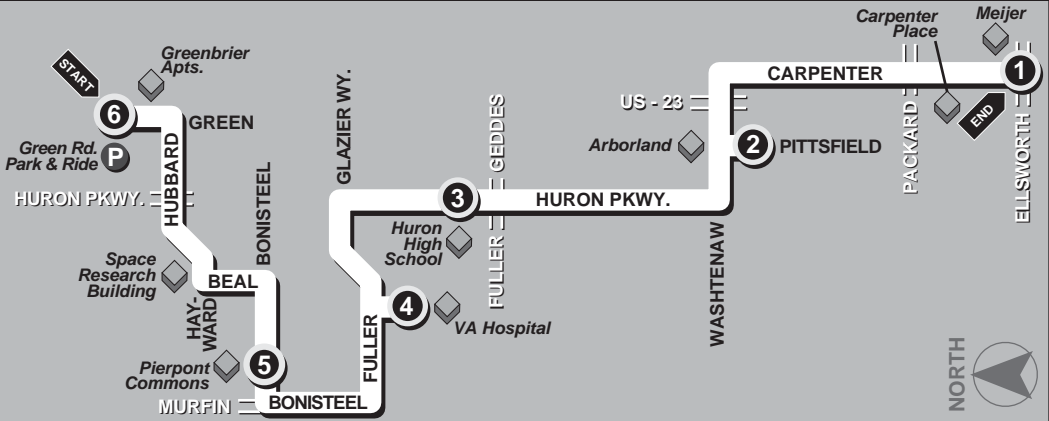 Carpenter
Place
Meijer
START
Greenbrier
Apts.
1
CARPENTER
US - 23
END
6
GREEN
GLAZIER WY.
GEDDES
PACKARD
ELLSWORTH
Green Rd.
Park & Ride
P
Arborland
2
PITTSFIELD
HURON PKWY.
HUBBARD
BONISTEEL
3
HURON PKWY.
Huron
High
School
FULLER
WASHTENAW
Space
Research
Building
BEAL
HAY-
WARD
4
VA Hospital
FULLER
Pierpont
Commons
5
MURFIN
BONISTEEL
NORTH